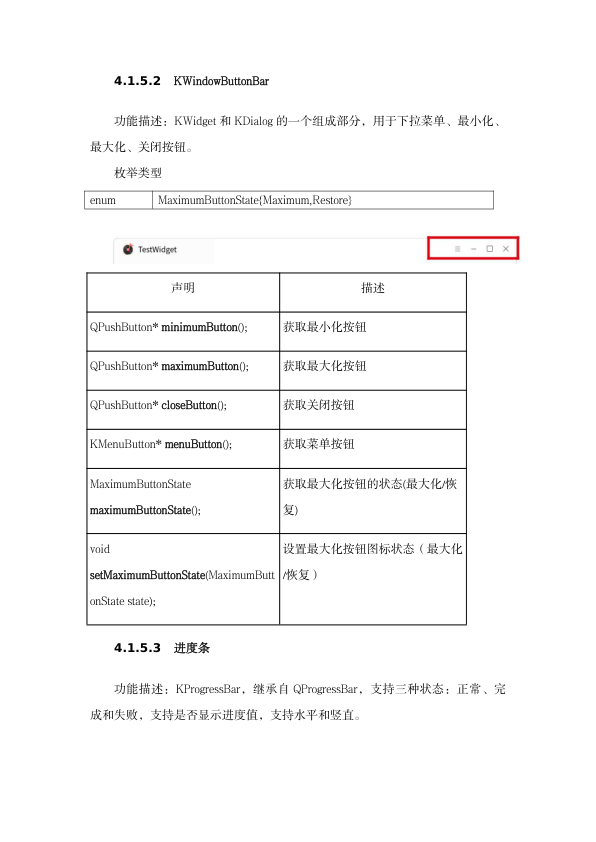 4.1.5.2 KWindowButtonBar
功能描述：KWidget 和 KDialog 的一个组成部分，用于下拉菜单、最小化、
最大化、关闭按钮。
枚举类型
enum MaximumButtonState{Maximum,Restore}
TestWidget
声明 描述
QPushButton* minimumButton(); 获取最小化按钮
QPushButton* maximumButton(); 获取最大化按钮
QPushButton* closeButton(); 获取关闭按钮
KMenuButton* menuButton(); 获取菜单按钮
MaximumButtonState
maximumButtonState();
获取最大化按钮的状态(最大化/恢
复)
void
setMaximumButtonState(MaximumButt
onState state);
设置最大化按钮图标状态（最大化
/恢复）
4.1.5.3 进度条
功能描述：KProgressBar，继承自 QProgressBar，支持三种状态：正常、完
成和失败，支持是否显示进度值，支持水平和竖直。